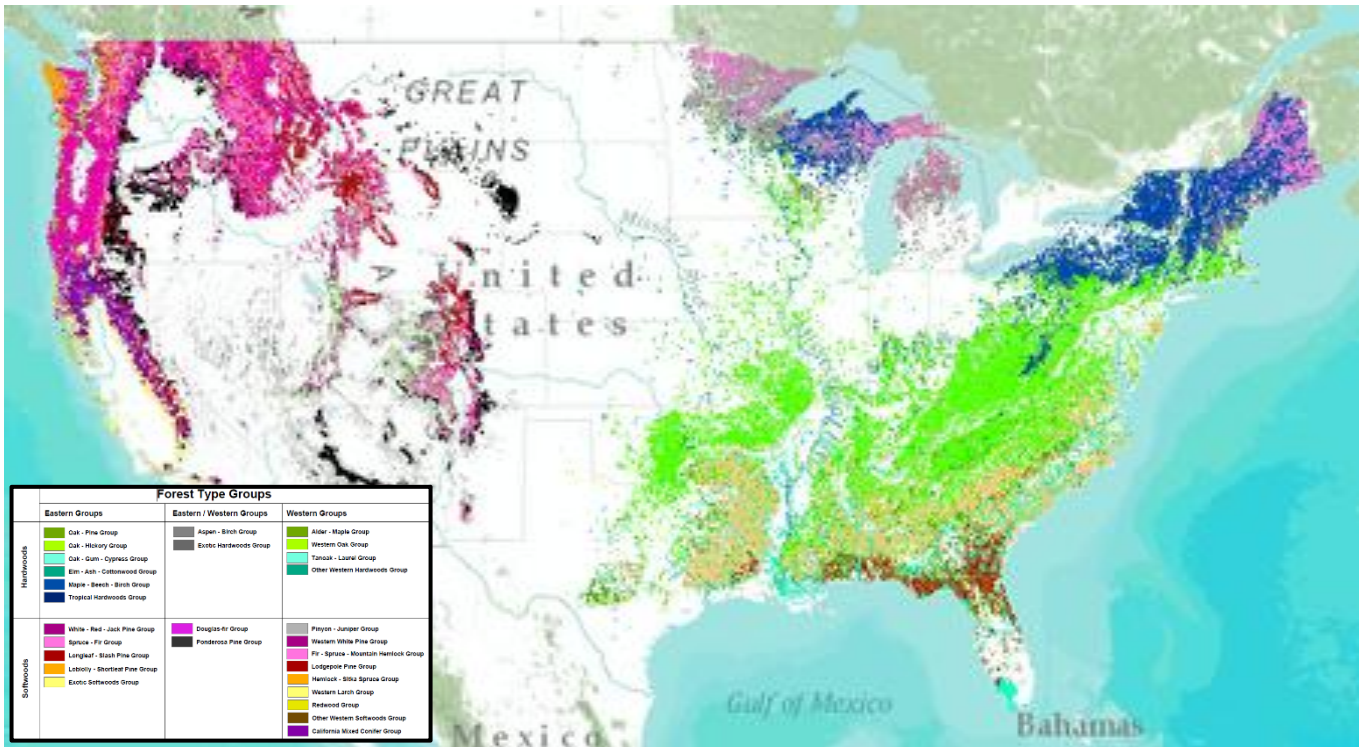 GREAT
PLAINS
Mississippi
United
States
Gulf of Mexico
Bahamas
Mexico
Forest Type Groups
Eastern Groups
Eastern / Western Groups
Western Groups
Hardwoods
Oak - Pine Group
Oak - Hickory Group
Oak - Gum - Cypress Group
Elm - Ash - Cottonwood Group
Maple - Beech - Birch Group
Tropical Hardwoods Group
Aspen - Birch Group
Exotic Hardwoods Group
Alder - Maple Group
Western Oak Group
Tanoak - Laurel Group
Other Western Hardwoods Group
Softwoods
White - Red - Jack Pine Group
Spruce - Fir Group
Longleaf - Slash Pine Group
Loblolly - Shortleaf Pine Group
Exotic Softwoods Group
Douglas-fir Group
Ponderosa Pine Group
Pinyon - Juniper Group
Western White Pine Group
Fir - Spruce - Mountain Hemlock Group
Lodgepole Pine Group
Hemlock - Sitka Spruce Group
Western Larch Group
Redwood Group
Other Western Softwoods Group
California Mixed Conifer Group